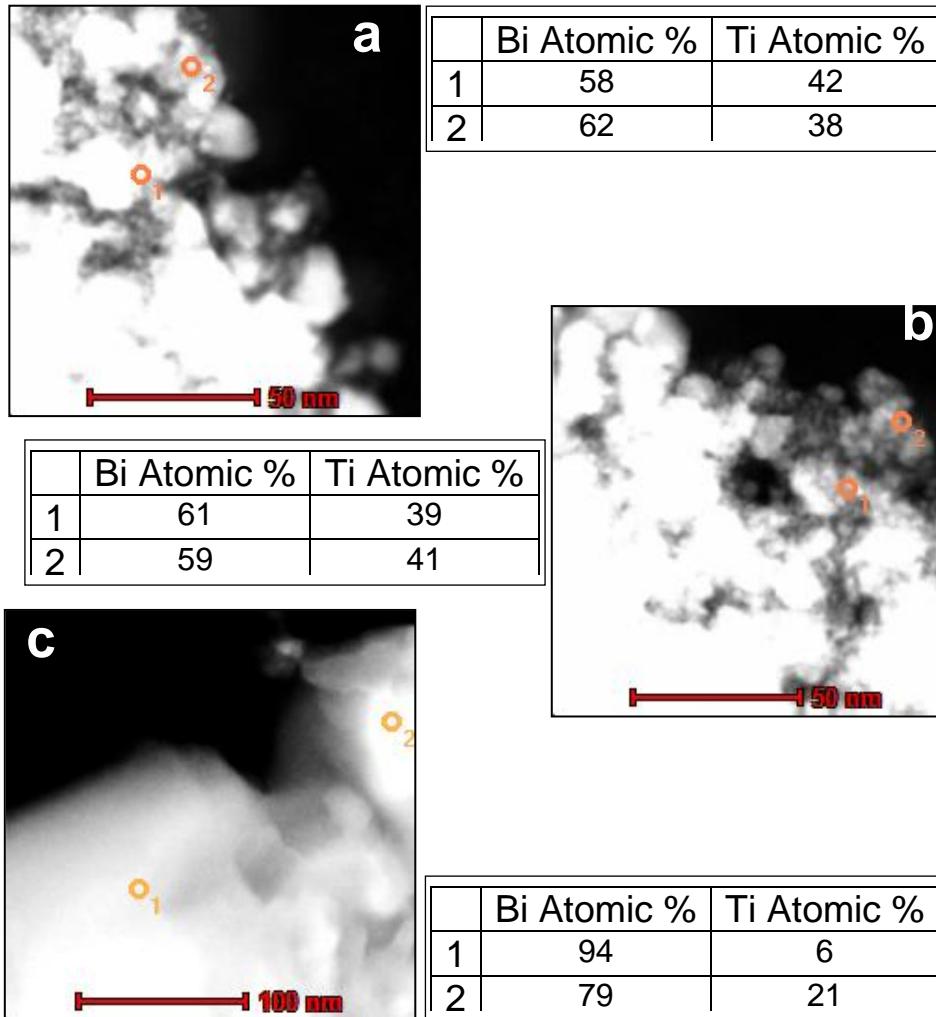 a
2
1
50 nm
Bi Atomic % Ti Atomic %
1 58 42
2 62 38
b
2
1
50 nm
Bi Atomic % Ti Atomic %
1 61 39
2 59 41
c
2
1
100 nm
Bi Atomic % Ti Atomic %
1 94 6
2 79 21